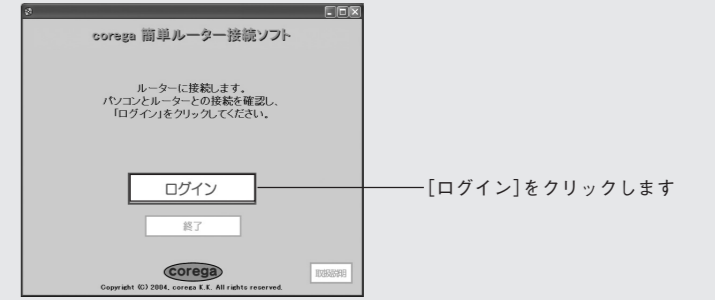 corega 簡単ルーター接続ソフト
ルーターに接続します。
パソコンとルーターとの接続を確認し、
「ログイン」をクリックしてください。
ログイン
[ログイン]をクリックします
終了
corega
取扱説明
Copyright (C) 2004, corega K.K. All rights reserved.